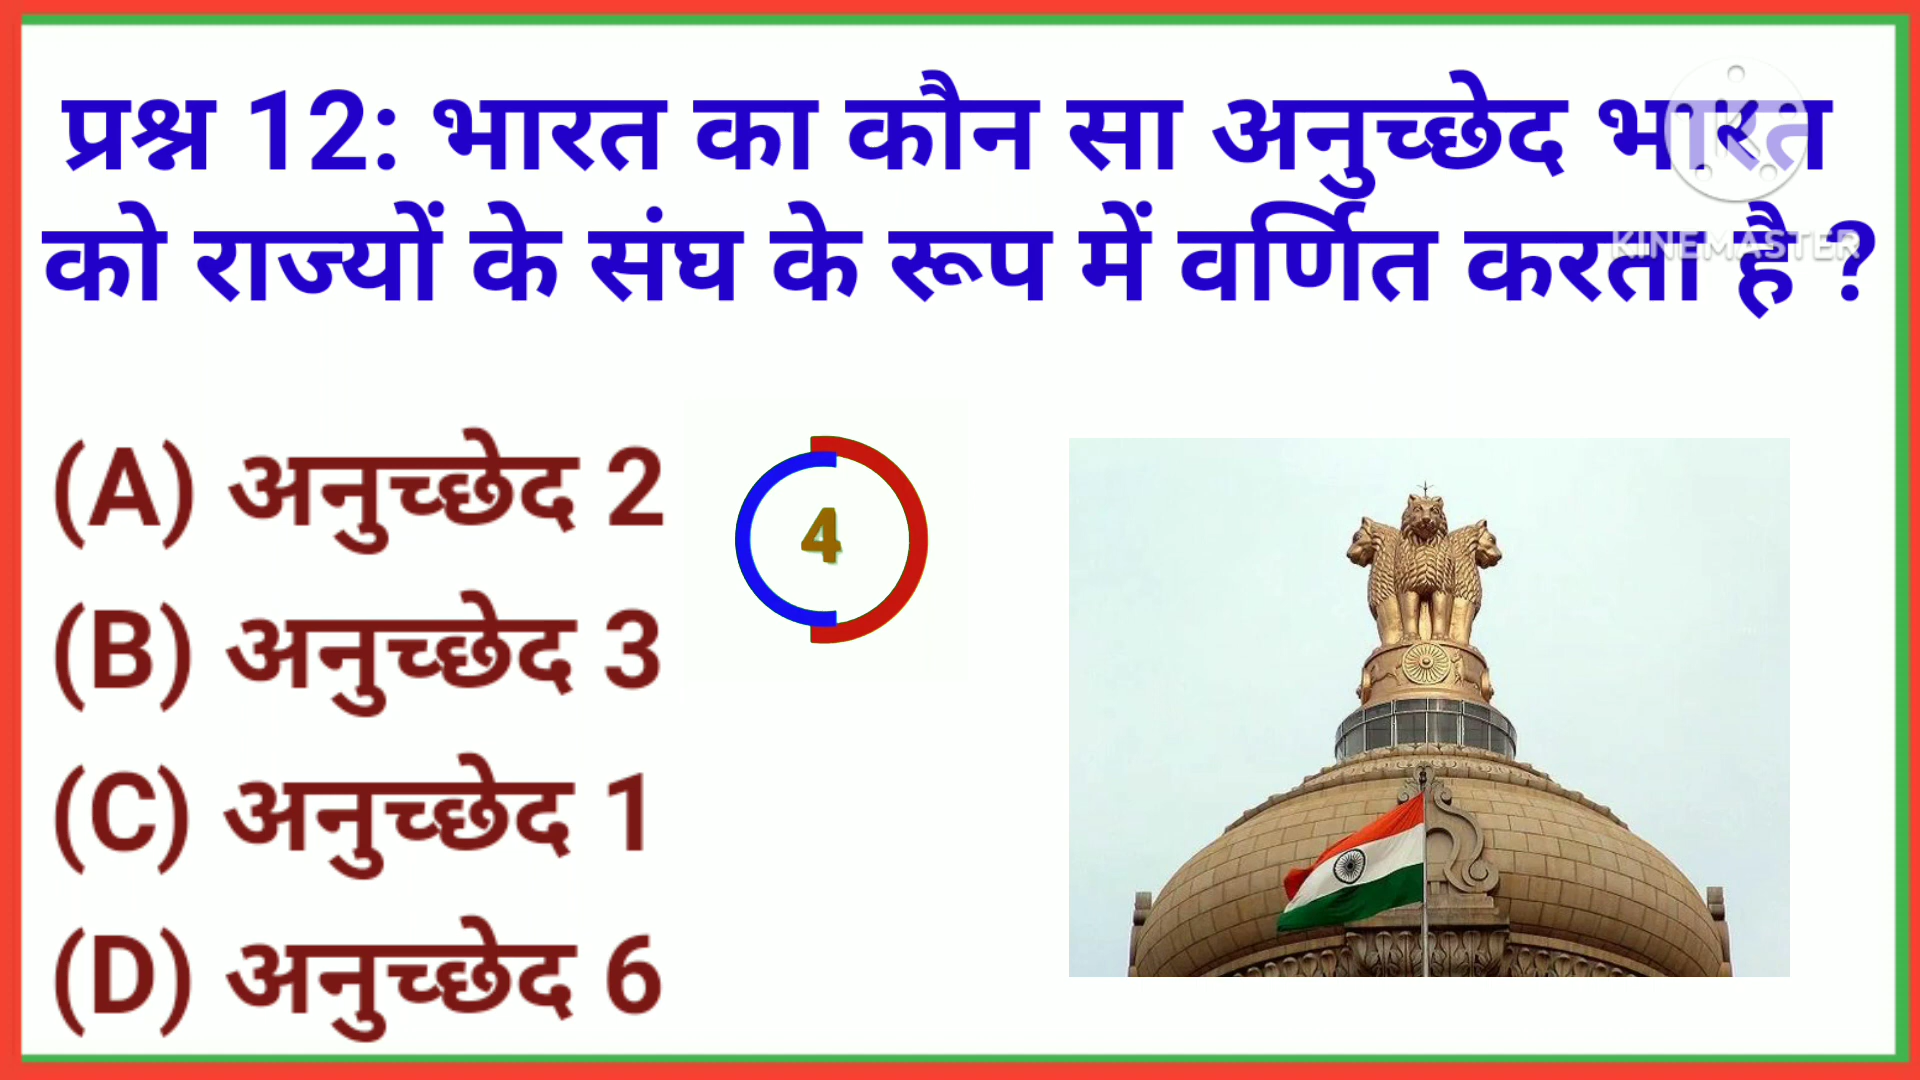 प्रश्न 12: भारत का कौन सा अनुच्छेद भारत
को राज्यों के संघ के रूप में वर्णित करता है ?
KINEMASTER
(A) अनुच्छेद 2
4
(B) अनुच्छेद 3
(C) अनुच्छेद 1
(D) अनुच्छेद 6